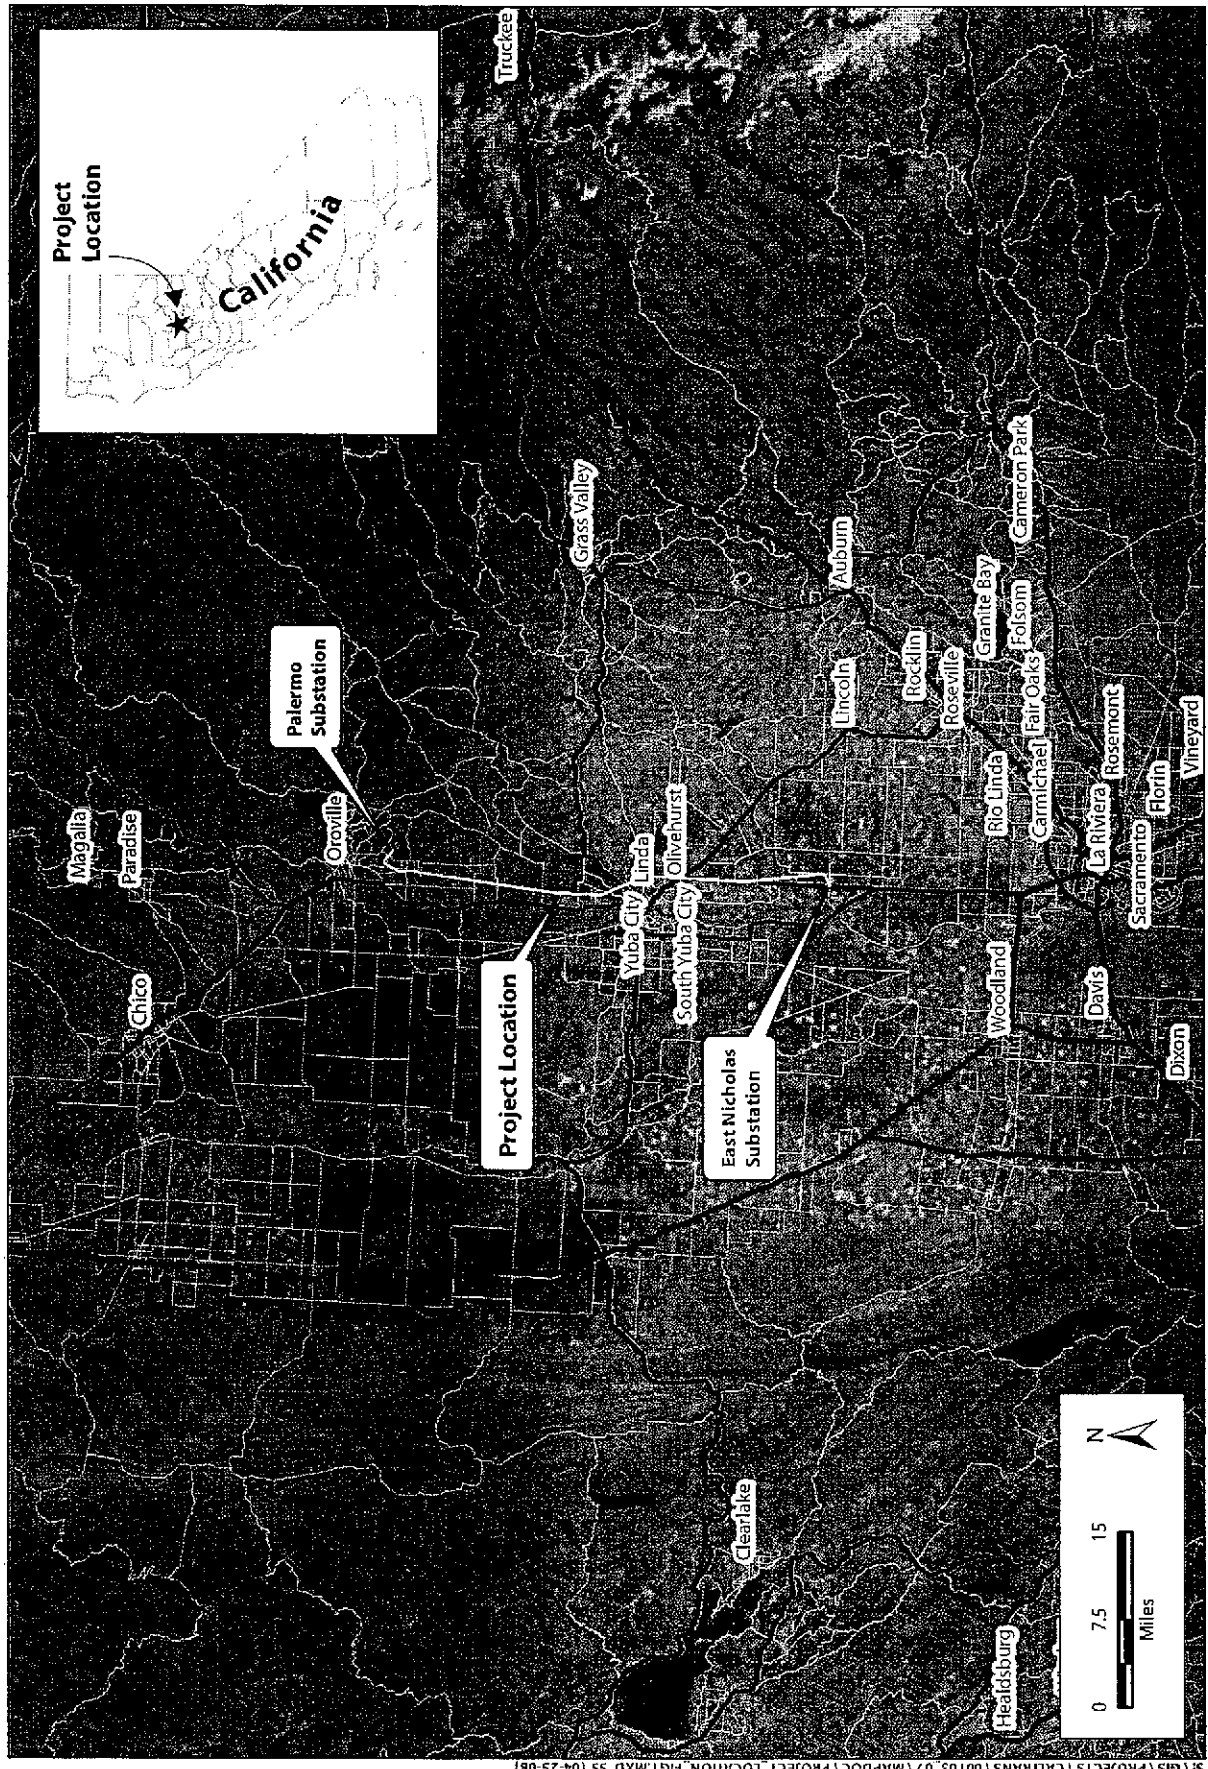 Truckee
Project
Location
California
Magalia
Paradise
Chico
Oroville
Palermo
Substation
Project Location
Grass Valley
Yuba City
Linda
South Yuba City
Olivehurst
East Nicholas
Substation
Clearlake
Lincoln
Auburn
Rocklin
Roseville
Granite Bay
Folsom
Cameron Park
Rio Linda
Fair Oaks
Carmichael
Woodland
Rosemont
La Riviera
Davis
Sacramento
Florin
Vineyard
Dixon
Healdsburg
0 7.5 15
Miles
N